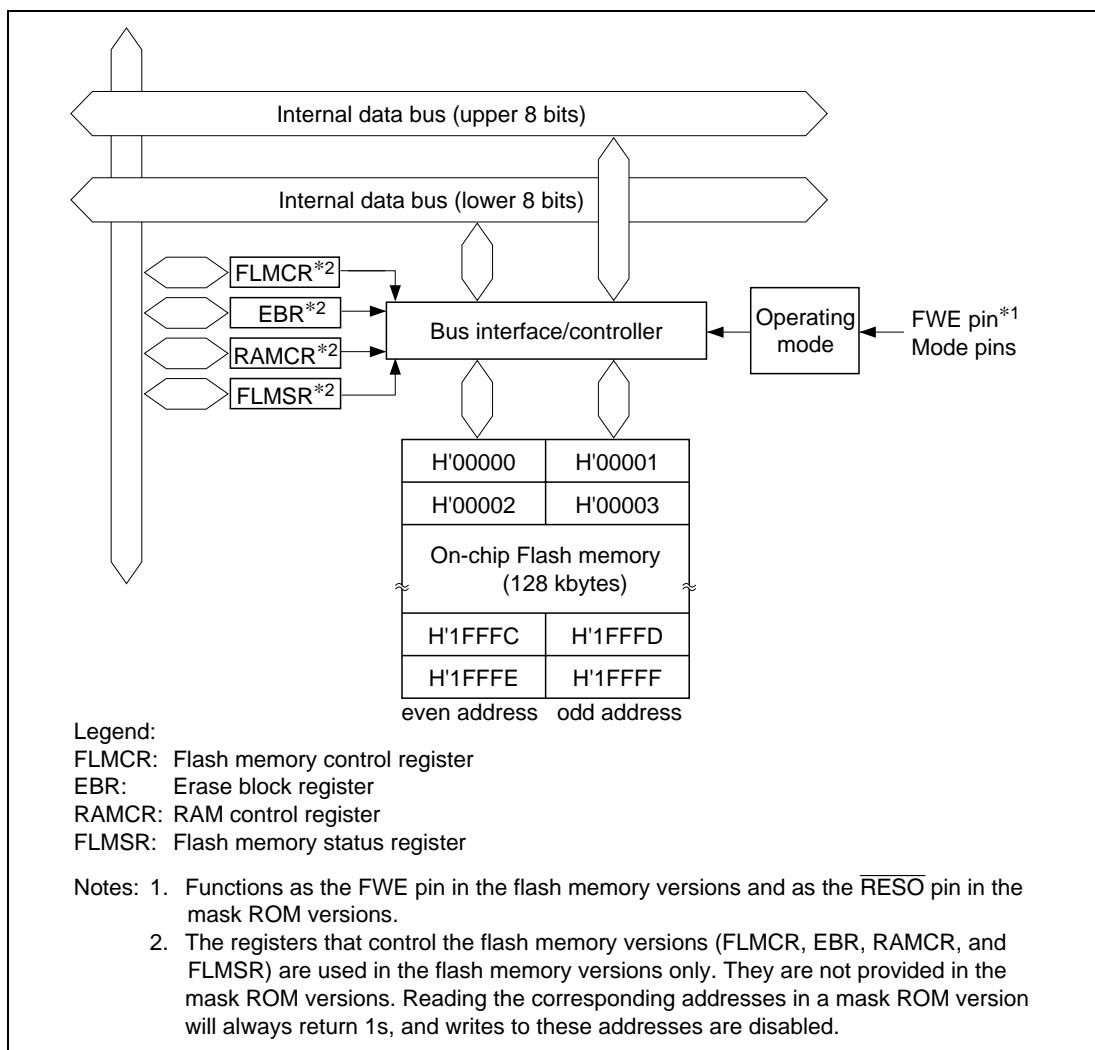 Internal data bus (upper 8 bits)
Internal data bus (lower 8 bits)
FLMCR*2
EBR*2
RAMCR*2
FLMSR*2
Bus interface/controller
Operating
mode
FWE pin*1
Mode pins
H'00000 H'00001
H'00002 H'00003
On-chip Flash memory
(128 kbytes)
H'1FFFC H'1FFFD
H'1FFFE H'1FFFF
even address odd address
Legend:
FLMCR: Flash memory control register
EBR: Erase block register
RAMCR: RAM control register
FLMSR: Flash memory status register
Notes: 1. Functions as the FWE pin in the flash memory versions and as the R̅E̅S̅O̅ pin in the
mask ROM versions.
2. The registers that control the flash memory versions (FLMCR, EBR, RAMCR, and
FLMSR) are used in the flash memory versions only. They are not provided in the
mask ROM versions. Reading the corresponding addresses in a mask ROM version
will always return 1s, and writes to these addresses are disabled.